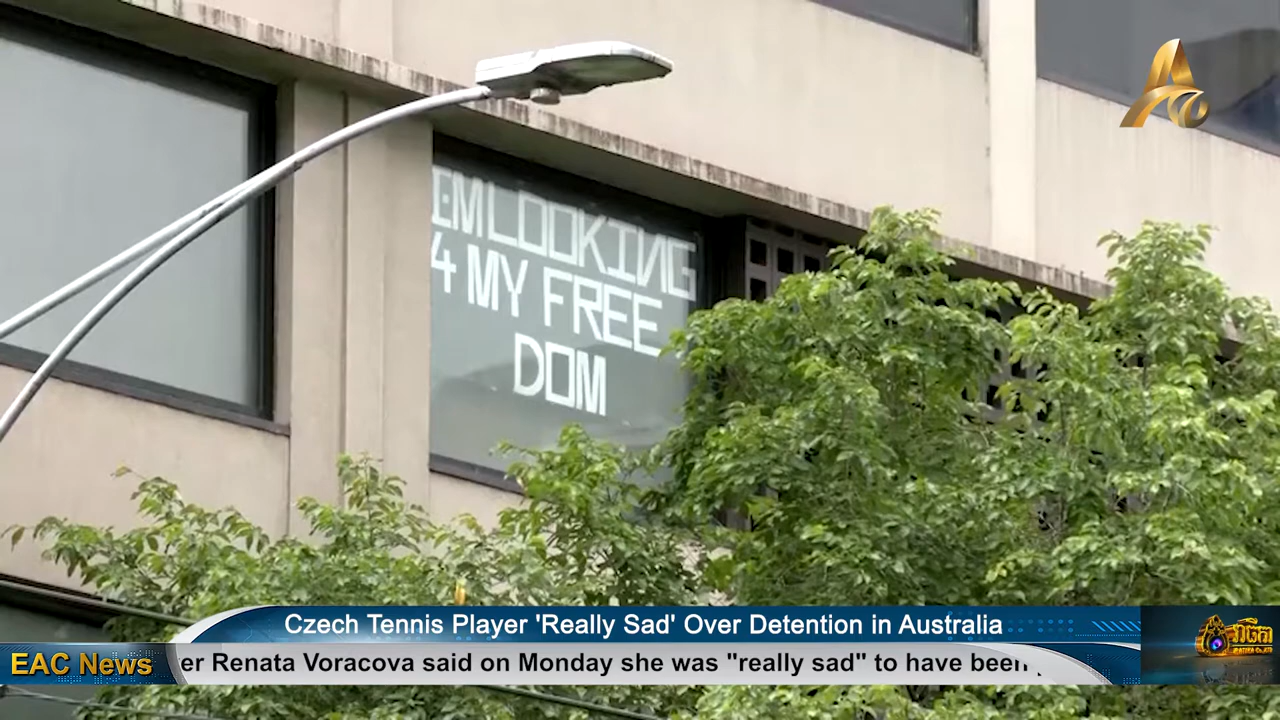 I'M LOOKING
4 MY FREE
DOM
Czech Tennis Player 'Really Sad' Over Detention in Australia
EAC News
er Renata Voracova said on Monday she was "really sad" to have been